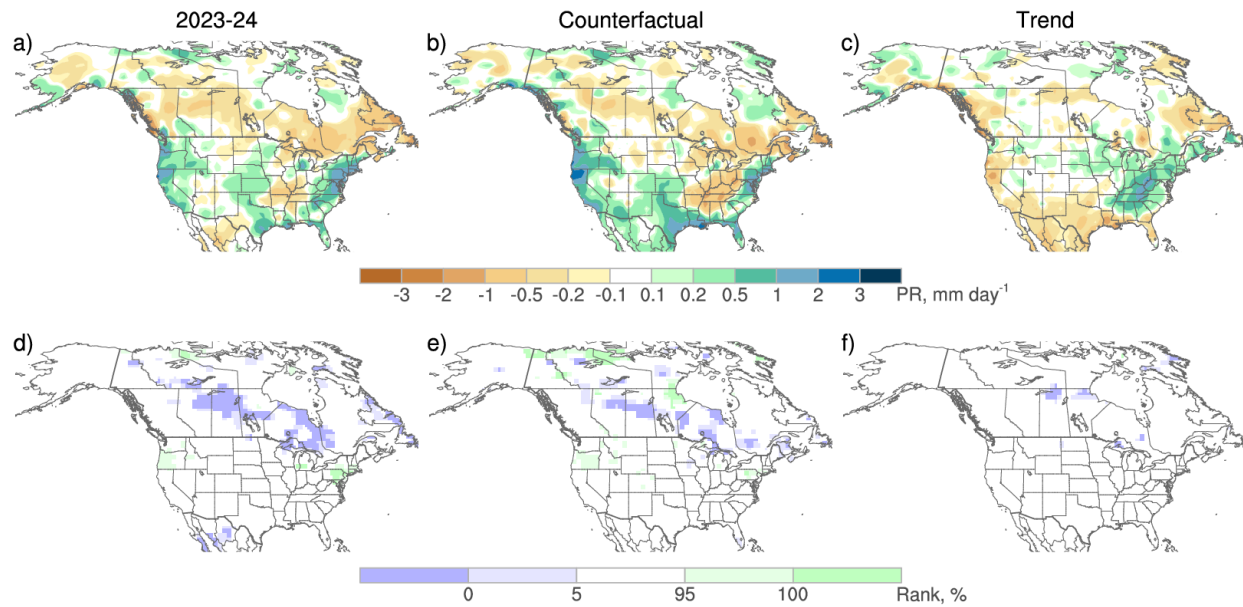 2023-24 Counterfactual Trend
a) b) c)
-3 -2 -1 -0.5 -0.2 -0.1 0.1 0.2 0.5 1 2 3 PR, mm day⁻¹
d) e) f)
0 5 95 100 Rank, %